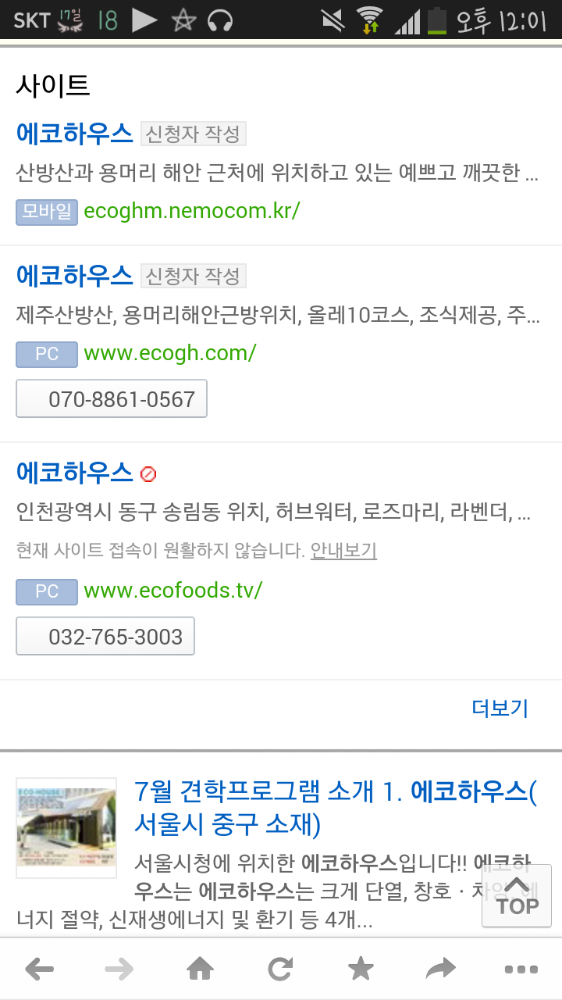 SKT 17일 18 오후 12:01
사이트
에코하우스 신청자 작성
산방산과 용머리 해안 근처에 위치하고 있는 예쁘고 깨끗한 ...
모바일 ecoghm.nemocom.kr/
에코하우스 신청자 작성
제주산방산, 용머리해안근방위치, 올레10코스, 조식제공, 주...
PC www.ecogh.com/
070-8861-0567
에코하우스
인천광역시 동구 송림동 위치, 허브워터, 로즈마리, 라벤더, ...
현재 사이트 접속이 원활하지 않습니다. 안내보기
PC www.ecofoods.tv/
032-765-3003
더보기
ECO-HOUSE
7월 견학프로그램 소개 1. 에코하우스(
서울시 중구 소재)
서울시청에 위치한 에코하우스입니다!! 에코하
우스는 에코하우스는 크게 단열, 창호 · 차양, 에
너지 절약, 신재생에너지 및 환기 등 4개...
TOP